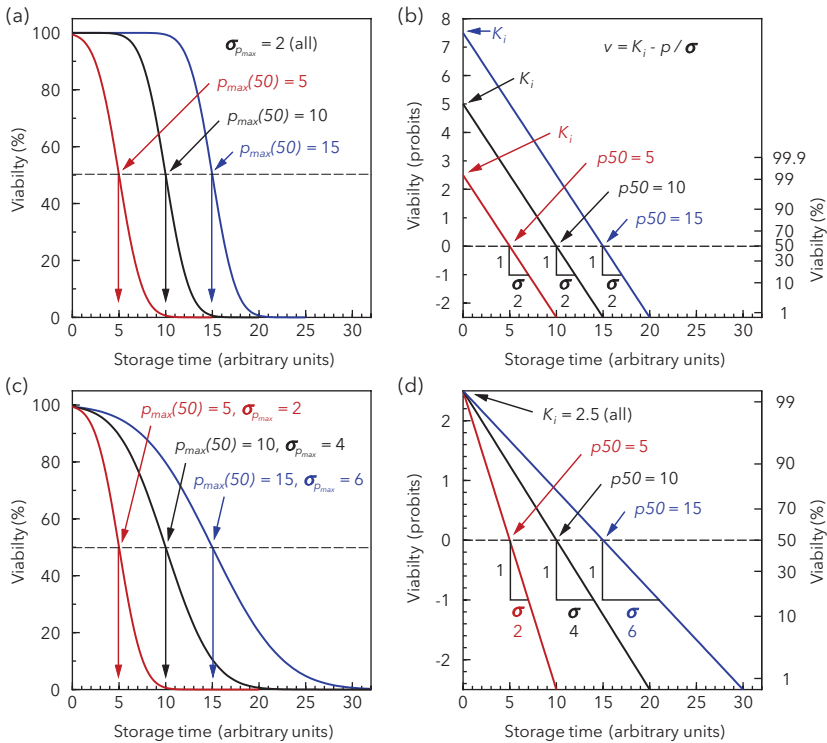 (a)
σpmax = 2 (all)
pmax(50) = 5
pmax(50) = 10
pmax(50) = 15
100
80
60
40
20
0
Viabilty (%)
0 5 10 15 20 25 30
Storage time (arbitrary units)
(b)
Ki
v = Ki - p / σ
Ki
Ki
p50 = 5
p50 = 10
p50 = 15
8
7
6
5
4
3
2
1
0
-1
-2
Viabilty (probits)
99.9
99
90
70
50
30
10
1
Viabilty (%)
1 1 1
σ σ σ
2 2 2
0 5 10 15 20 25 30
Storage time (arbitrary units)
(c)
pmax(50) = 5, σpmax = 2
pmax(50) = 10, σpmax = 4
pmax(50) = 15, σpmax = 6
100
80
60
40
20
0
Viabilty (%)
0 5 10 15 20 25 30
Storage time (arbitrary units)
(d)
Ki = 2.5 (all)
p50 = 5
p50 = 10
p50 = 15
2
1
0
-1
-2
Viabilty (probits)
99
90
70
50
30
10
1
Viabilty (%)
1 1 1
σ σ σ
2 4 6
0 5 10 15 20 25 30
Storage time (arbitrary units)